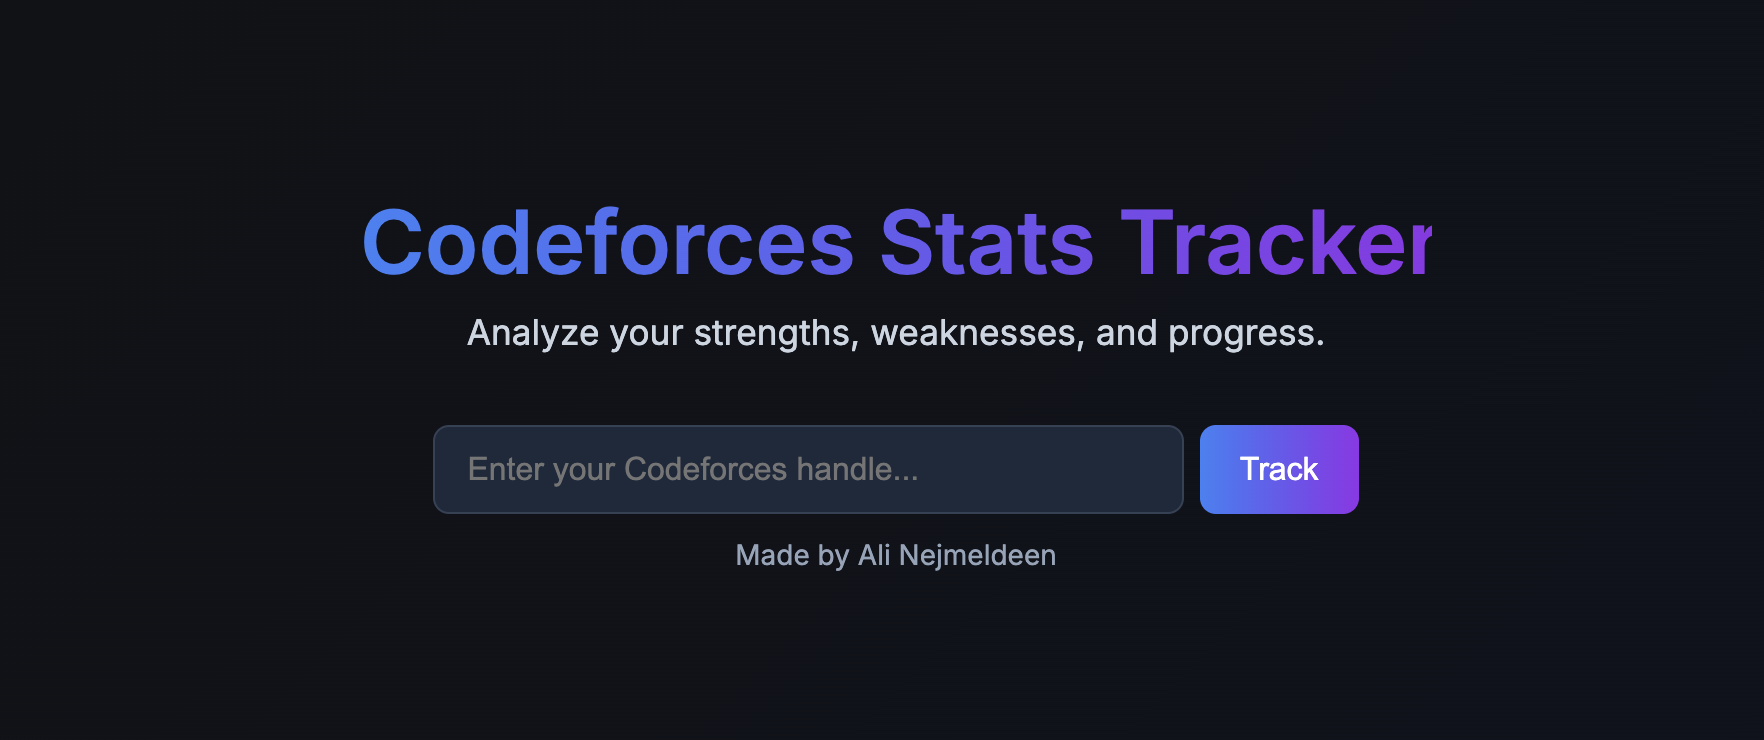 Codeforces Stats Tracker
Analyze your strengths, weaknesses, and progress.
Enter your Codeforces handle...
Track
Made by Ali Nejmeldeen